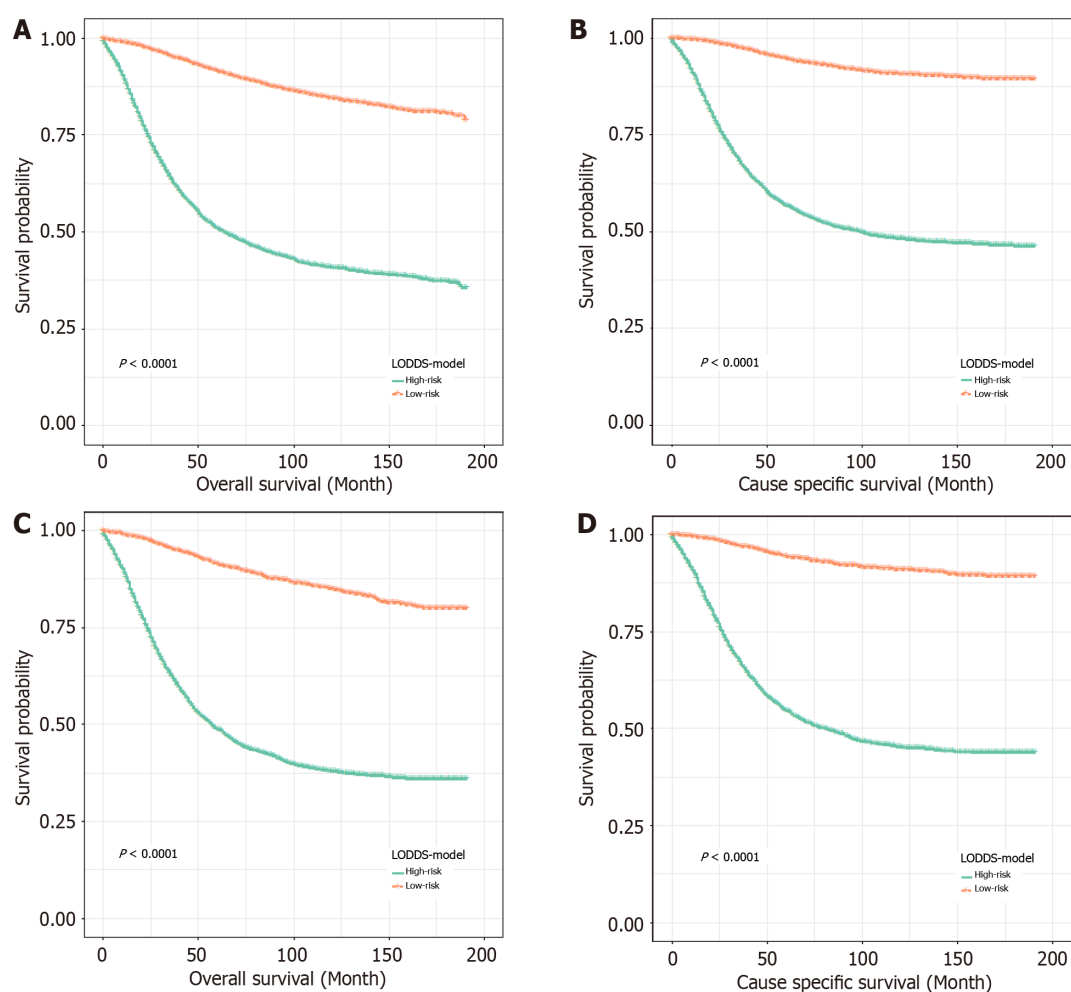 A
1.00
0.75
0.50
0.25
0.00
Survival probability
P < 0.0001
LODDS-model
High-risk
Low-risk
0
50
100
150
200
Overall survival (Month)
B
1.00
0.75
0.50
0.25
0.00
Survival probability
P < 0.0001
LODDS-model
High-risk
Low-risk
0
50
100
150
200
Cause specific survival (Month)
C
1.00
0.75
0.50
0.25
0.00
Survival probability
P < 0.0001
LODDS-model
High-risk
Low-risk
0
50
100
150
200
Overall survival (Month)
D
1.00
0.75
0.50
0.25
0.00
Survival probability
P < 0.0001
LODDS-model
High-risk
Low-risk
0
50
100
150
200
Cause specific survival (Month)